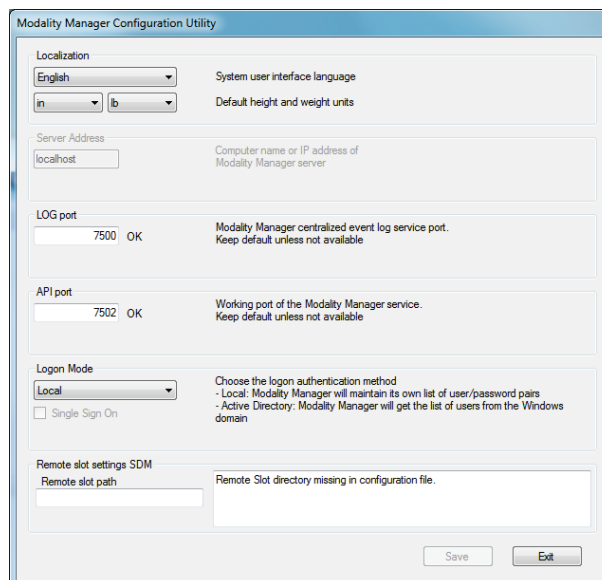 Modality Manager Configuration Utility
Localization
English
System user interface language
in
lb
Default height and weight units
Server Address
localhost
Computer name or IP address of
Modality Manager server
LOG port
7500 OK
Modality Manager centralized event log service port.
Keep default unless not available
API port
7502 OK
Working port of the Modality Manager service.
Keep default unless not available
Logon Mode
Local
Single Sign On
Choose the logon authentication method
- Local: Modality Manager will maintain its own list of user/password pairs
- Active Directory: Modality Manager will get the list of users from the Windows
domain
Remote slot settings SDM
Remote slot path
Remote Slot directory missing in configuration file.
Save
Exit